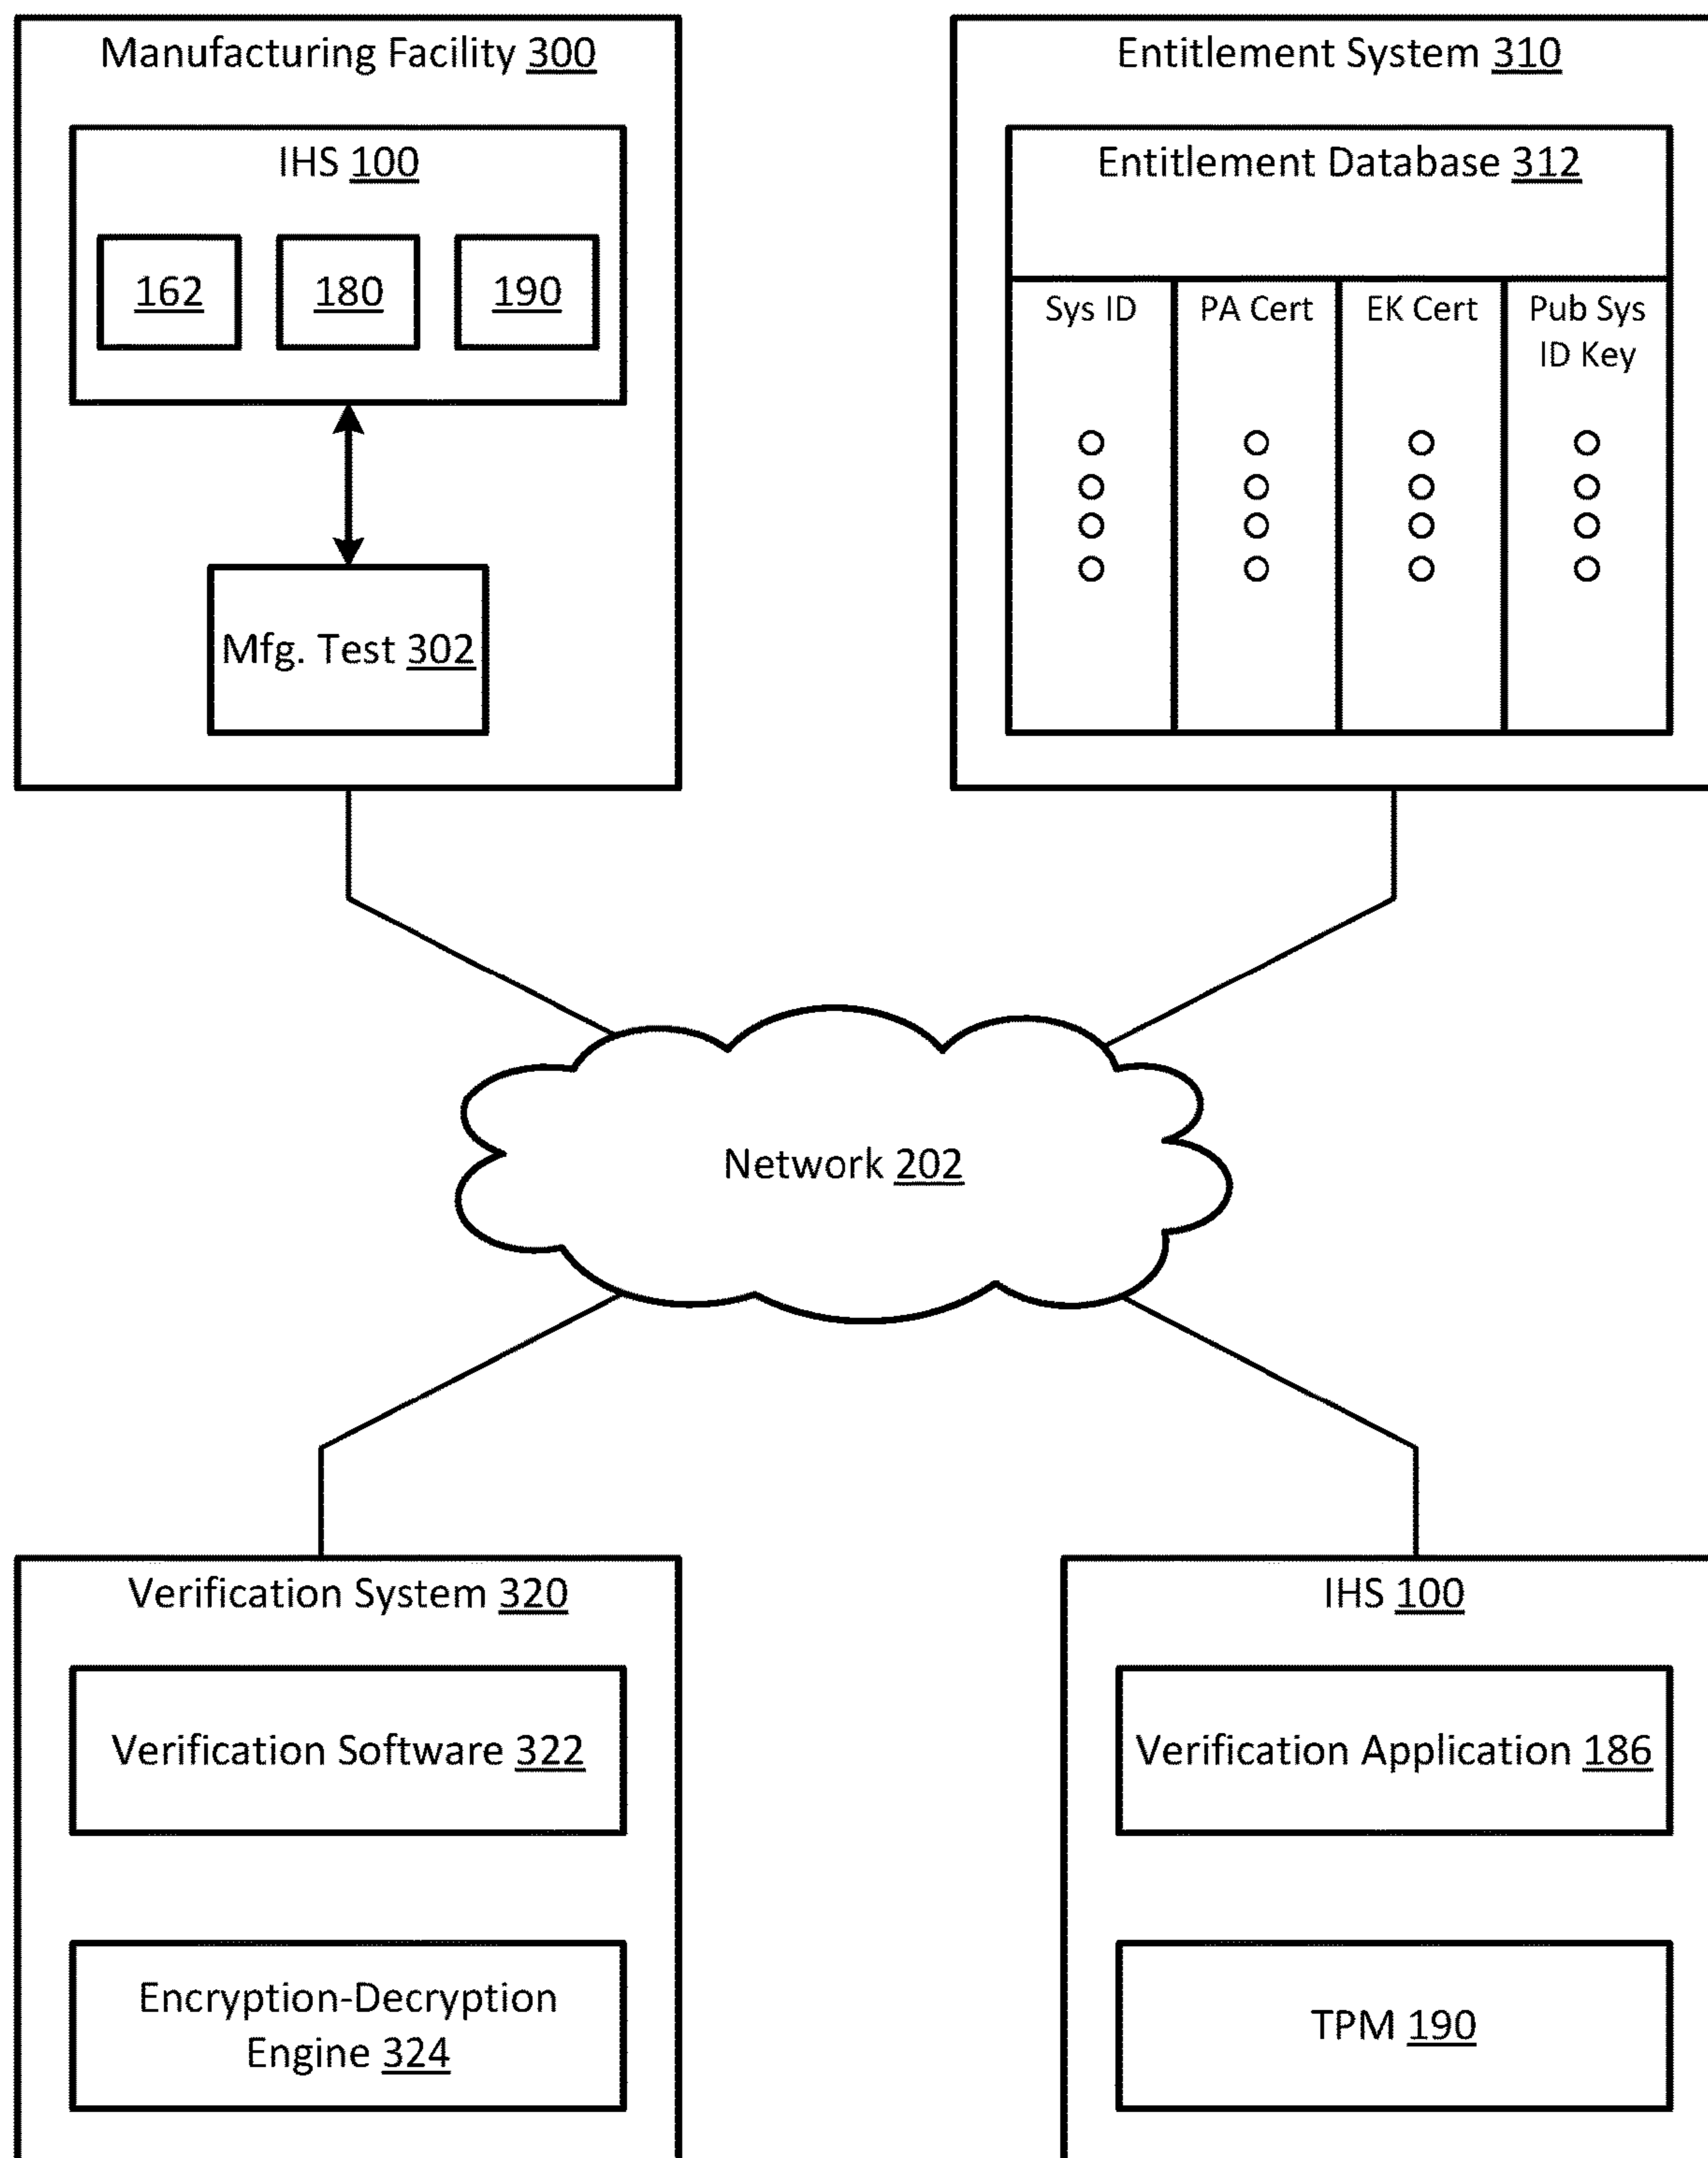 Manufacturing Facility 300
IHS 100
162 180 190
Mfg. Test 302
Entitlement System 310
Entitlement Database 312
Sys ID
PA Cert
EK Cert
Pub Sys
ID Key
Network 202
Verification System 320
Verification Software 322
Encryption-Decryption
Engine 324
IHS 100
Verification Application 186
TPM 190